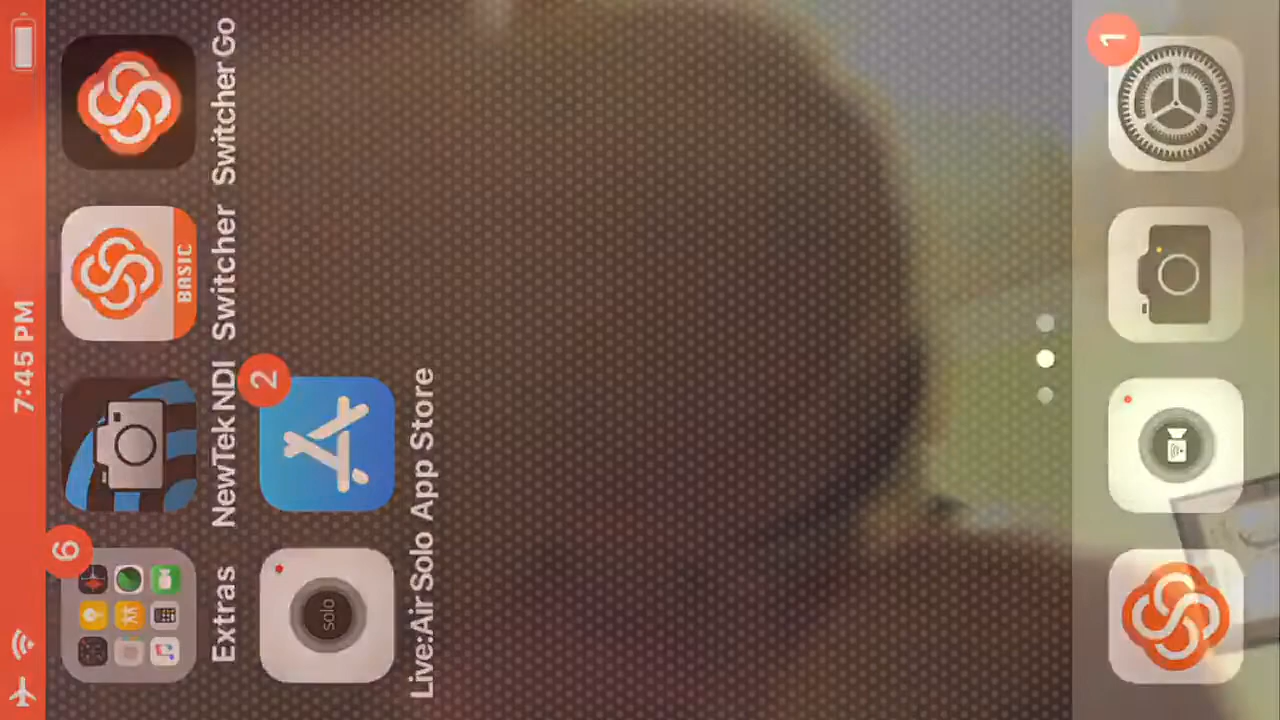 7:45 PM
6
Extras
NewTek NDI
Switcher
Switcher Go
BASIC
2
solo
Live:Air Solo
App Store
1